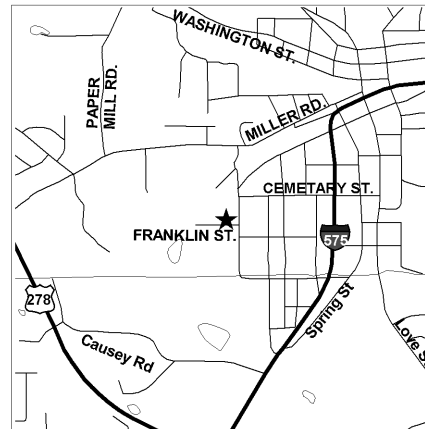 WASHINGTON ST.
PAPER
MILL RD.
MILLER RD.
CEMETARY ST.
FRANKLIN ST.
575
278
Spring St
Causey Rd
Love S